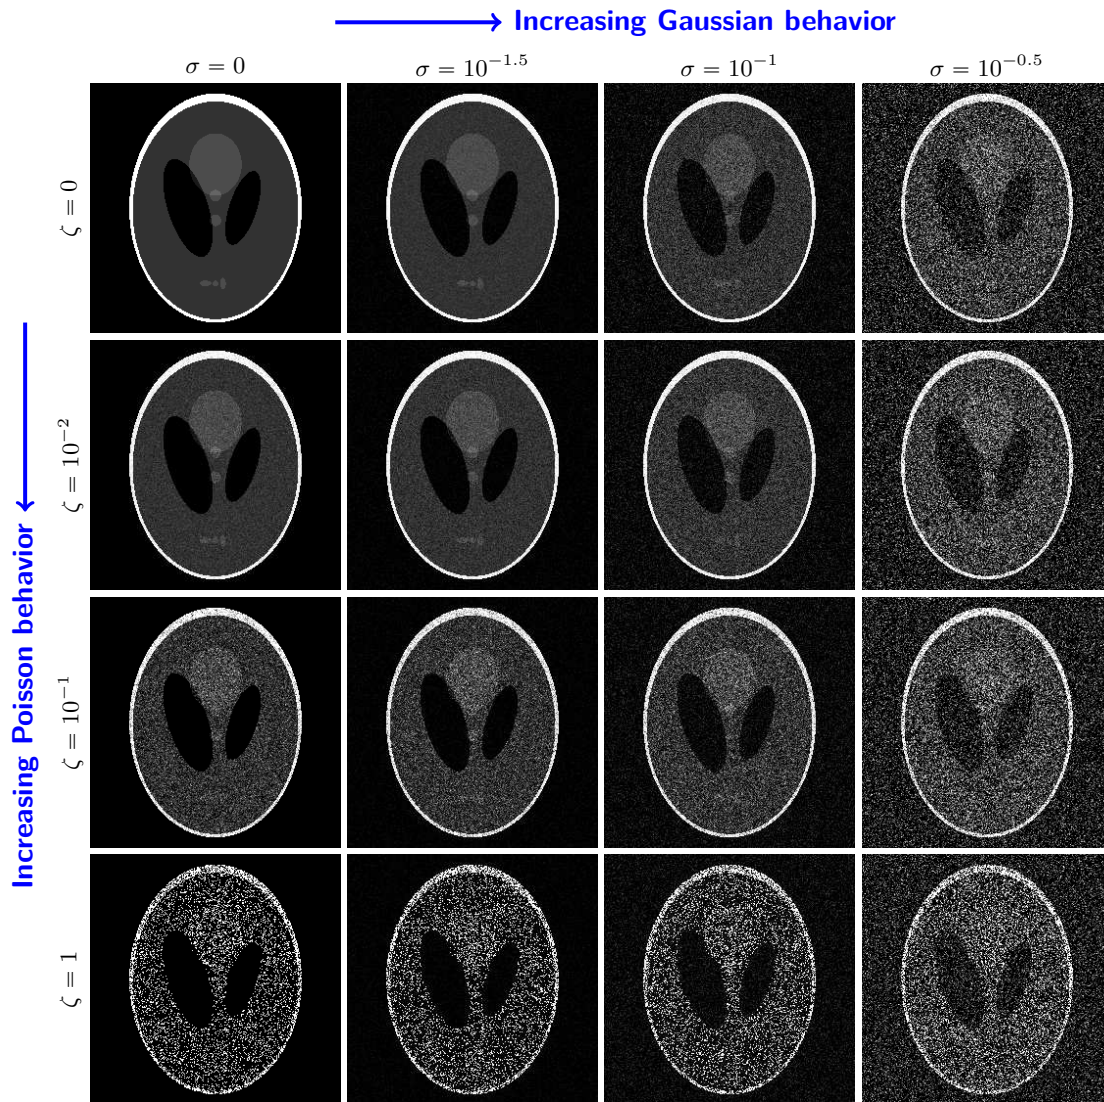 Increasing Gaussian behavior
σ = 0
σ = 10⁻¹·⁵
σ = 10⁻¹
σ = 10⁻⁰·⁵
Increasing Poisson behavior
ζ = 0
ζ = 10⁻²
ζ = 10⁻¹
ζ = 1